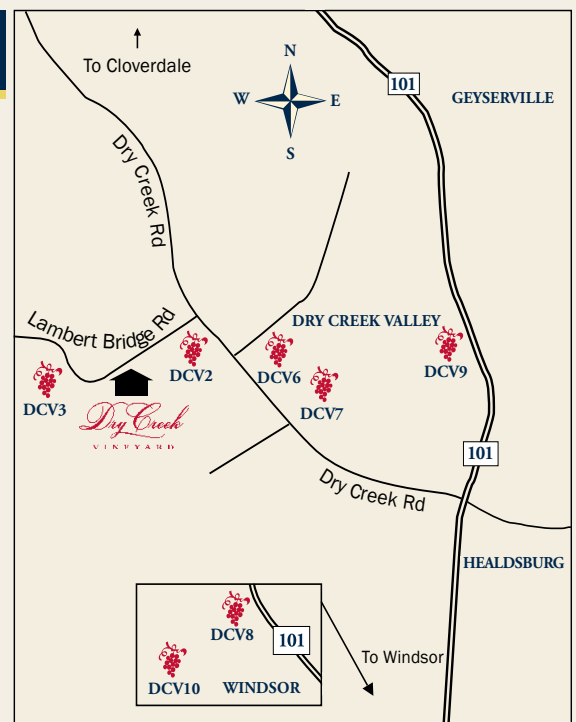 To Cloverdale
N
W
E
S
101
GEYSERVILLE
Dry Creek Rd
Lambert Bridge Rd
DRY CREEK VALLEY
DCV2
DCV6
DCV9
DCV3
DCV7
Dry Creek
VINEYARD
101
Dry Creek Rd
HEALDSBURG
DCV8
101
To Windsor
DCV10
WINDSOR